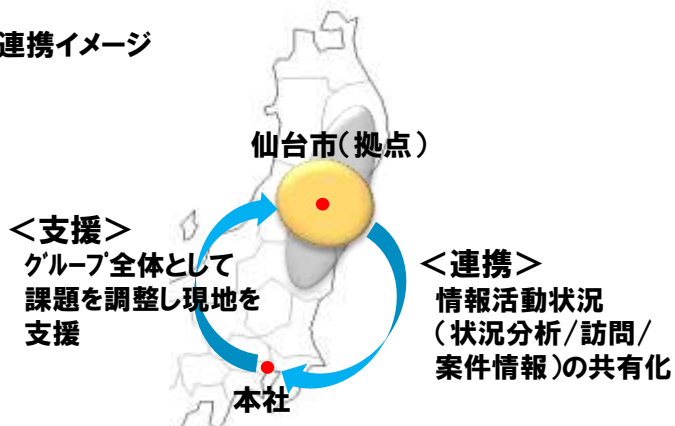 連携イメージ
仙台市(拠点)
＜支援＞
グループ全体として
課題を調整し現地を
支援
＜連携＞
情報活動状況
(状況分析/訪問/
案件情報)の共有化
本社